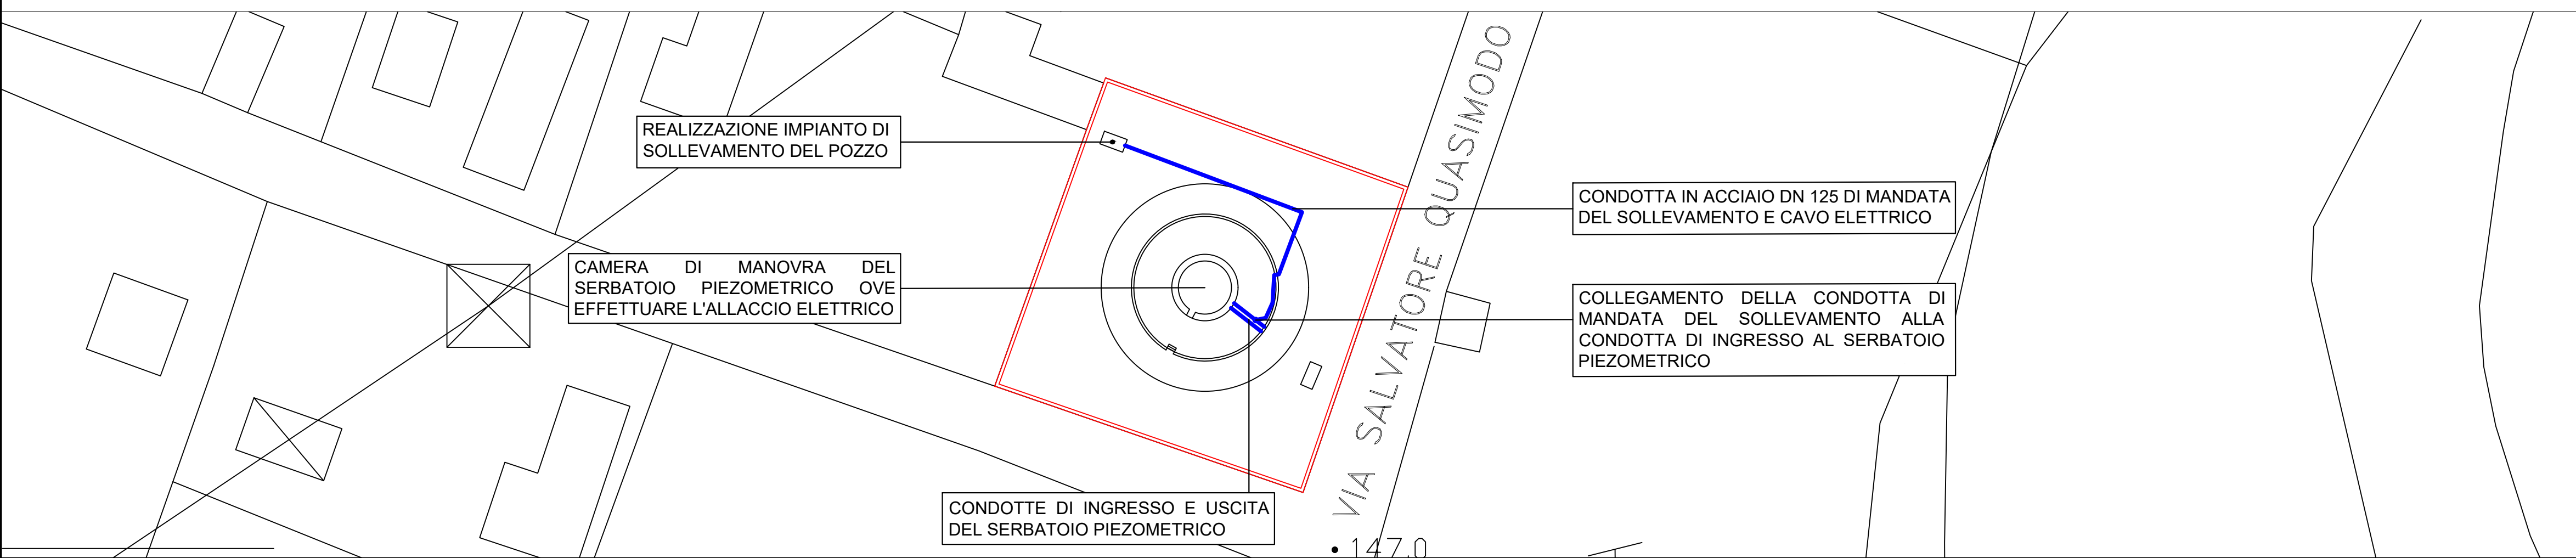 REALIZZAZIONE IMPIANTO DI
SOLLEVAMENTO DEL POZZO
CAMERA DI MANOVRA DEL
SERBATOIO PIEZOMETRICO OVE
EFFETTUARE L'ALLACCIO ELETTRICO
CONDOTTE DI INGRESSO E USCITA
DEL SERBATOIO PIEZOMETRICO
VIA SALVATORE QUASIMODO
147.0
CONDOTTA IN ACCIAIO DN 125 DI MANDATA
DEL SOLLEVAMENTO E CAVO ELETTRICO
COLLEGAMENTO DELLA CONDOTTA DI
MANDATA DEL SOLLEVAMENTO ALLA
CONDOTTA DI INGRESSO AL SERBATOIO
PIEZOMETRICO